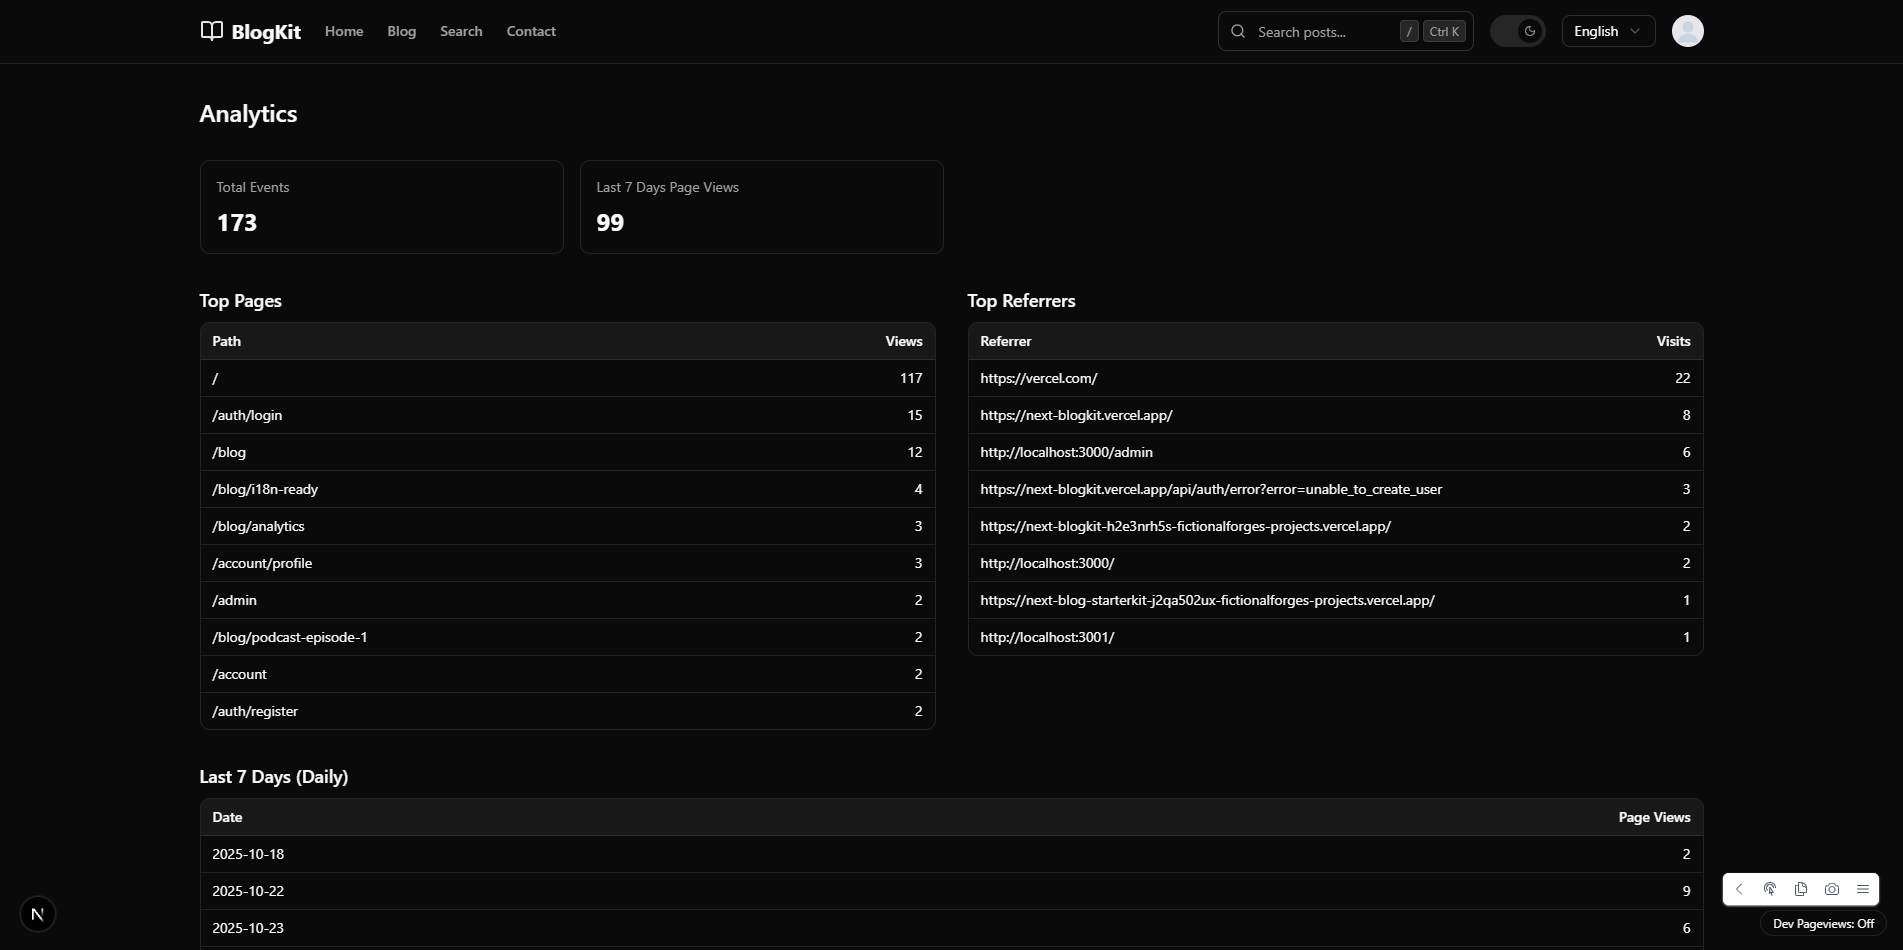 BlogKit Home Blog Search Contact Search posts... / Ctrl K English
Analytics
Total Events
173
Last 7 Days Page Views
99
Top Pages
Path Views
/ 117
/auth/login 15
/blog 12
/blog/i18n-ready 4
/blog/analytics 3
/account/profile 3
/admin 2
/blog/podcast-episode-1 2
/account 2
/auth/register 2
Top Referrers
Referrer Visits
https://vercel.com/ 22
https://next-blogkit.vercel.app/ 8
http://localhost:3000/admin 6
https://next-blogkit.vercel.app/api/auth/error?error=unable_to_create_user 3
https://next-blogkit-h2e3nrh5s-fictionalforges-projects.vercel.app/ 2
http://localhost:3000/ 2
https://next-blog-starterkit-j2qa502ux-fictionalforges-projects.vercel.app/ 1
http://localhost:3001/ 1
Last 7 Days (Daily)
Date Page Views
2025-10-18 2
2025-10-22 9
2025-10-23 6
N
Dev Pageviews: Off